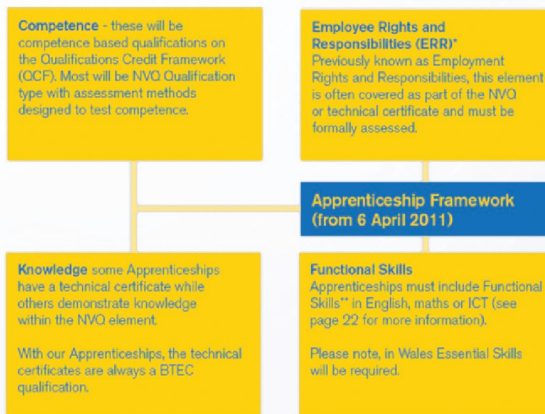 Competence - these will be
competence based qualifications on
the Qualifications Credit Framework
(QCF). Most will be NVQ Qualification
type with assessment methods
designed to test competence.
Employee Rights and
Responsibilities (ERR)*
Previously known as Employment
Rights and Responsibilities, this element
is often covered as part of the NVQ
or technical certificate and must be
formally assessed.
Apprenticeship Framework
(from 6 April 2011)
Knowledge some Apprenticeships
have a technical certificate while
others demonstrate knowledge
within the NVQ element.
With our Apprenticeships, the technical
certificates are always a BTEC
qualification.
Functional Skills
Apprenticeships must include Functional
Skills** in English, maths or ICT (see
page 22 for more information).
Please note, in Wales Essential Skills
will be required.